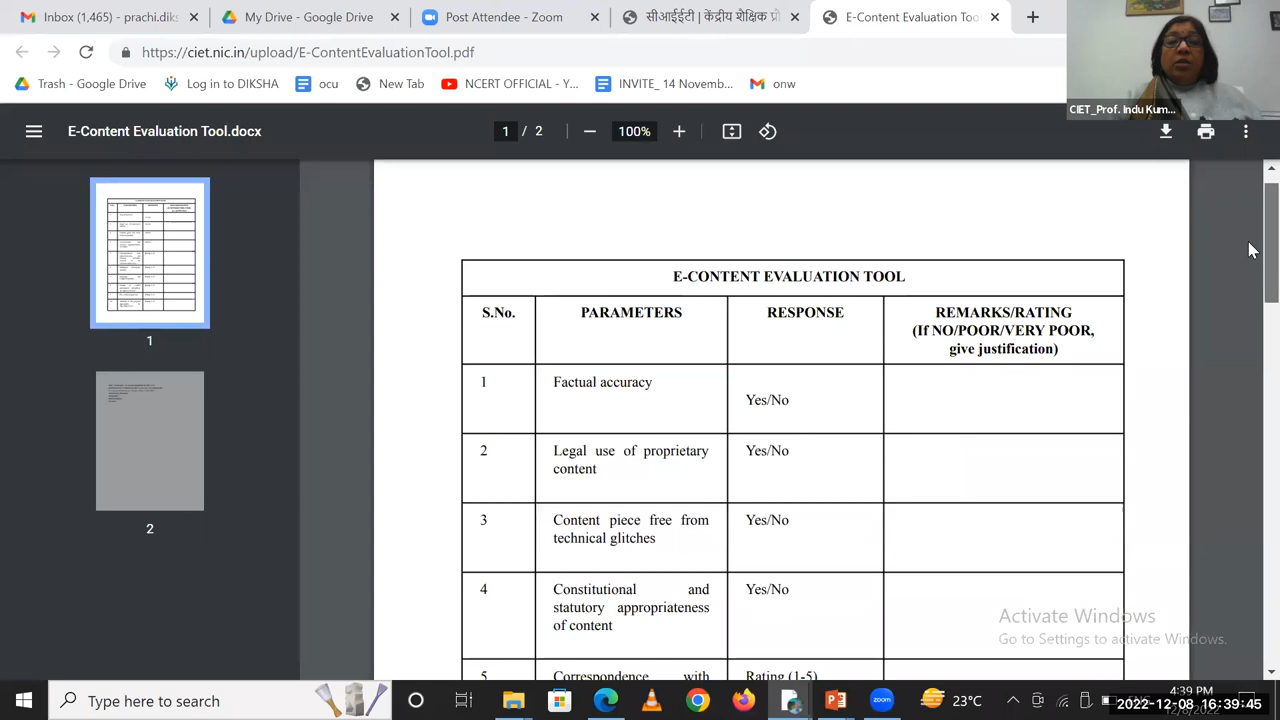 Inbox (1,465) - prachi.diks
My Drive - Google Drive
Post Attendee - Zoom
सीआईईटी | केंद्रीय शैक्षिक प्रौ
E-Content Evaluation Too
https://ciet.nic.in/upload/E-ContentEvaluationTool.pdf
Trash - Google Drive
Log in to DIKSHA
ocu
New Tab
NCERT OFFICIAL - Y...
INVITE_ 14 Novemb...
onw
CIET_Prof. Indu Kum...
E-Content Evaluation Tool.docx
1 / 2
100%
1
2
E-CONTENT EVALUATION TOOL
S.No.
PARAMETERS
RESPONSE
REMARKS/RATING
(If NO/POOR/VERY POOR,
give justification)
1
Factual accuracy
Yes/No
2
Legal use of proprietary
content
Yes/No
3
Content piece free from
technical glitches
Yes/No
4
Constitutional and
statutory appropriateness
of content
Yes/No
5
Correspondence with
Rating (1-5)
Activate Windows
Go to Settings to activate Windows.
Type here to search
23°C
4:39 PM
2022-12-08 16:39:45